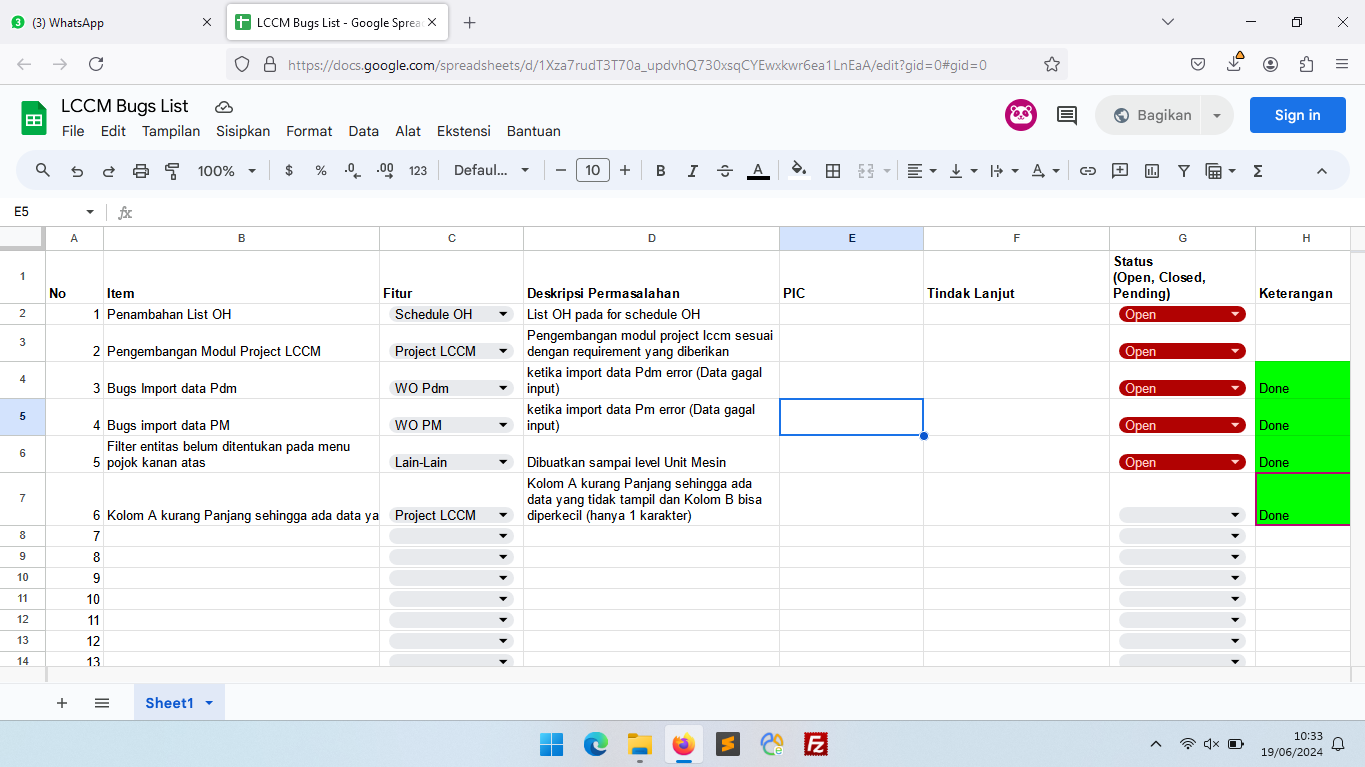 (3) WhatsApp
LCCM Bugs List - Google Sprea
https://docs.google.com/spreadsheets/d/1Xza7rudT3T70a_updvhQ730xsqCYEwxkwr6ea1LnEaA/edit?gid=0#gid=0
LCCM Bugs List
File Edit Tampilan Sisipkan Format Data Alat Ekstensi Bantuan
Bagikan
Sign in
100% $ % .0 .00 123 Defaul... 10 B I A
E5 fx
A B C D E F G H
1 No Item Fitur Deskripsi Permasalahan PIC Tindak Lanjut Status
(Open, Closed,
Pending) Keterangan
2 1 Penambahan List OH Schedule OH List OH pada for schedule OH Open
3 2 Pengembangan Modul Project LCCM Project LCCM Pengembangan modul project lccm sesuai
dengan requirement yang diberikan Open
4 3 Bugs Import data Pdm WO Pdm ketika import data Pdm error (Data gagal
input) Open Done
5 4 Bugs import data PM WO PM ketika import data Pm error (Data gagal
input) Open Done
6 5 Filter entitas belum ditentukan pada menu
pojok kanan atas Lain-Lain Dibuatkan sampai level Unit Mesin Open Done
7 6 Kolom A kurang Panjang sehingga ada data ya Project LCCM Kolom A kurang Panjang sehingga ada
data yang tidak tampil dan Kolom B bisa
diperkecil (hanya 1 karakter) Done
8 7
9 8
10 9
11 10
12 11
13 12
14 13
Sheet1
10:33
19/06/2024